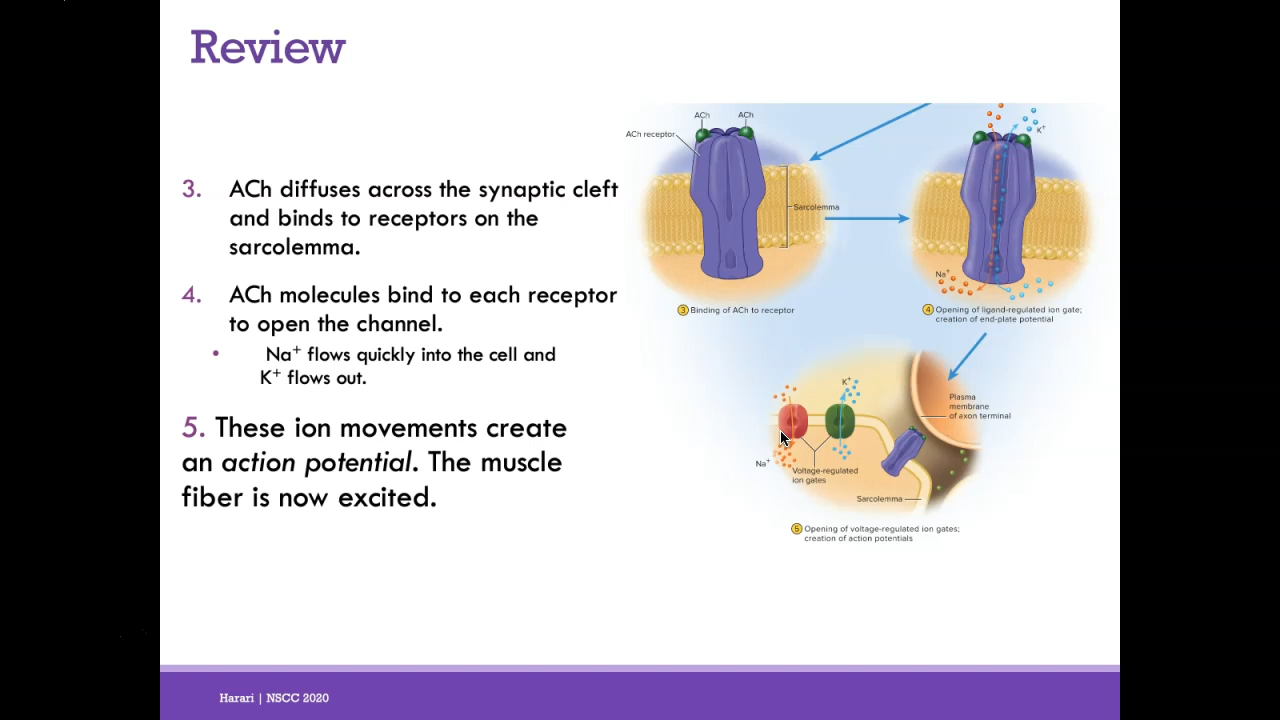 Review
3. ACh diffuses across the synaptic cleft
and binds to receptors on the
sarcolemma.
4. ACh molecules bind to each receptor
to open the channel.
• Na⁺ flows quickly into the cell and
K⁺ flows out.
5. These ion movements create
an action potential. The muscle
fiber is now excited.
ACh
ACh
ACh receptor
Sarcolemma
3 Binding of ACh to receptor
K⁺
Na⁺
4 Opening of ligand-regulated ion gate;
creation of end-plate potential
K⁺
Na⁺
Voltage-regulated
ion gates
Plasma
membrane
of axon terminal
Sarcolemma
5 Opening of voltage-regulated ion gates;
creation of action potentials
Harari | NSCC 2020